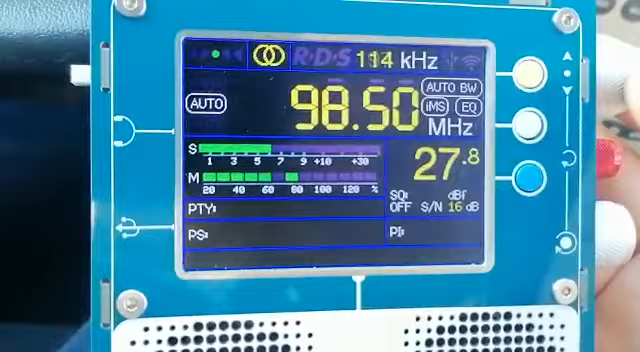 R·D·S 114 kHz
AUTO 98.50 AUTO BW
iMS EQ
MHz
S 1 3 5 7 9 +10 +30
27.8
M 20 40 60 80 100 120 %
SQ: OFF S/N 16 dB dBf
PTY:
PS: PI: